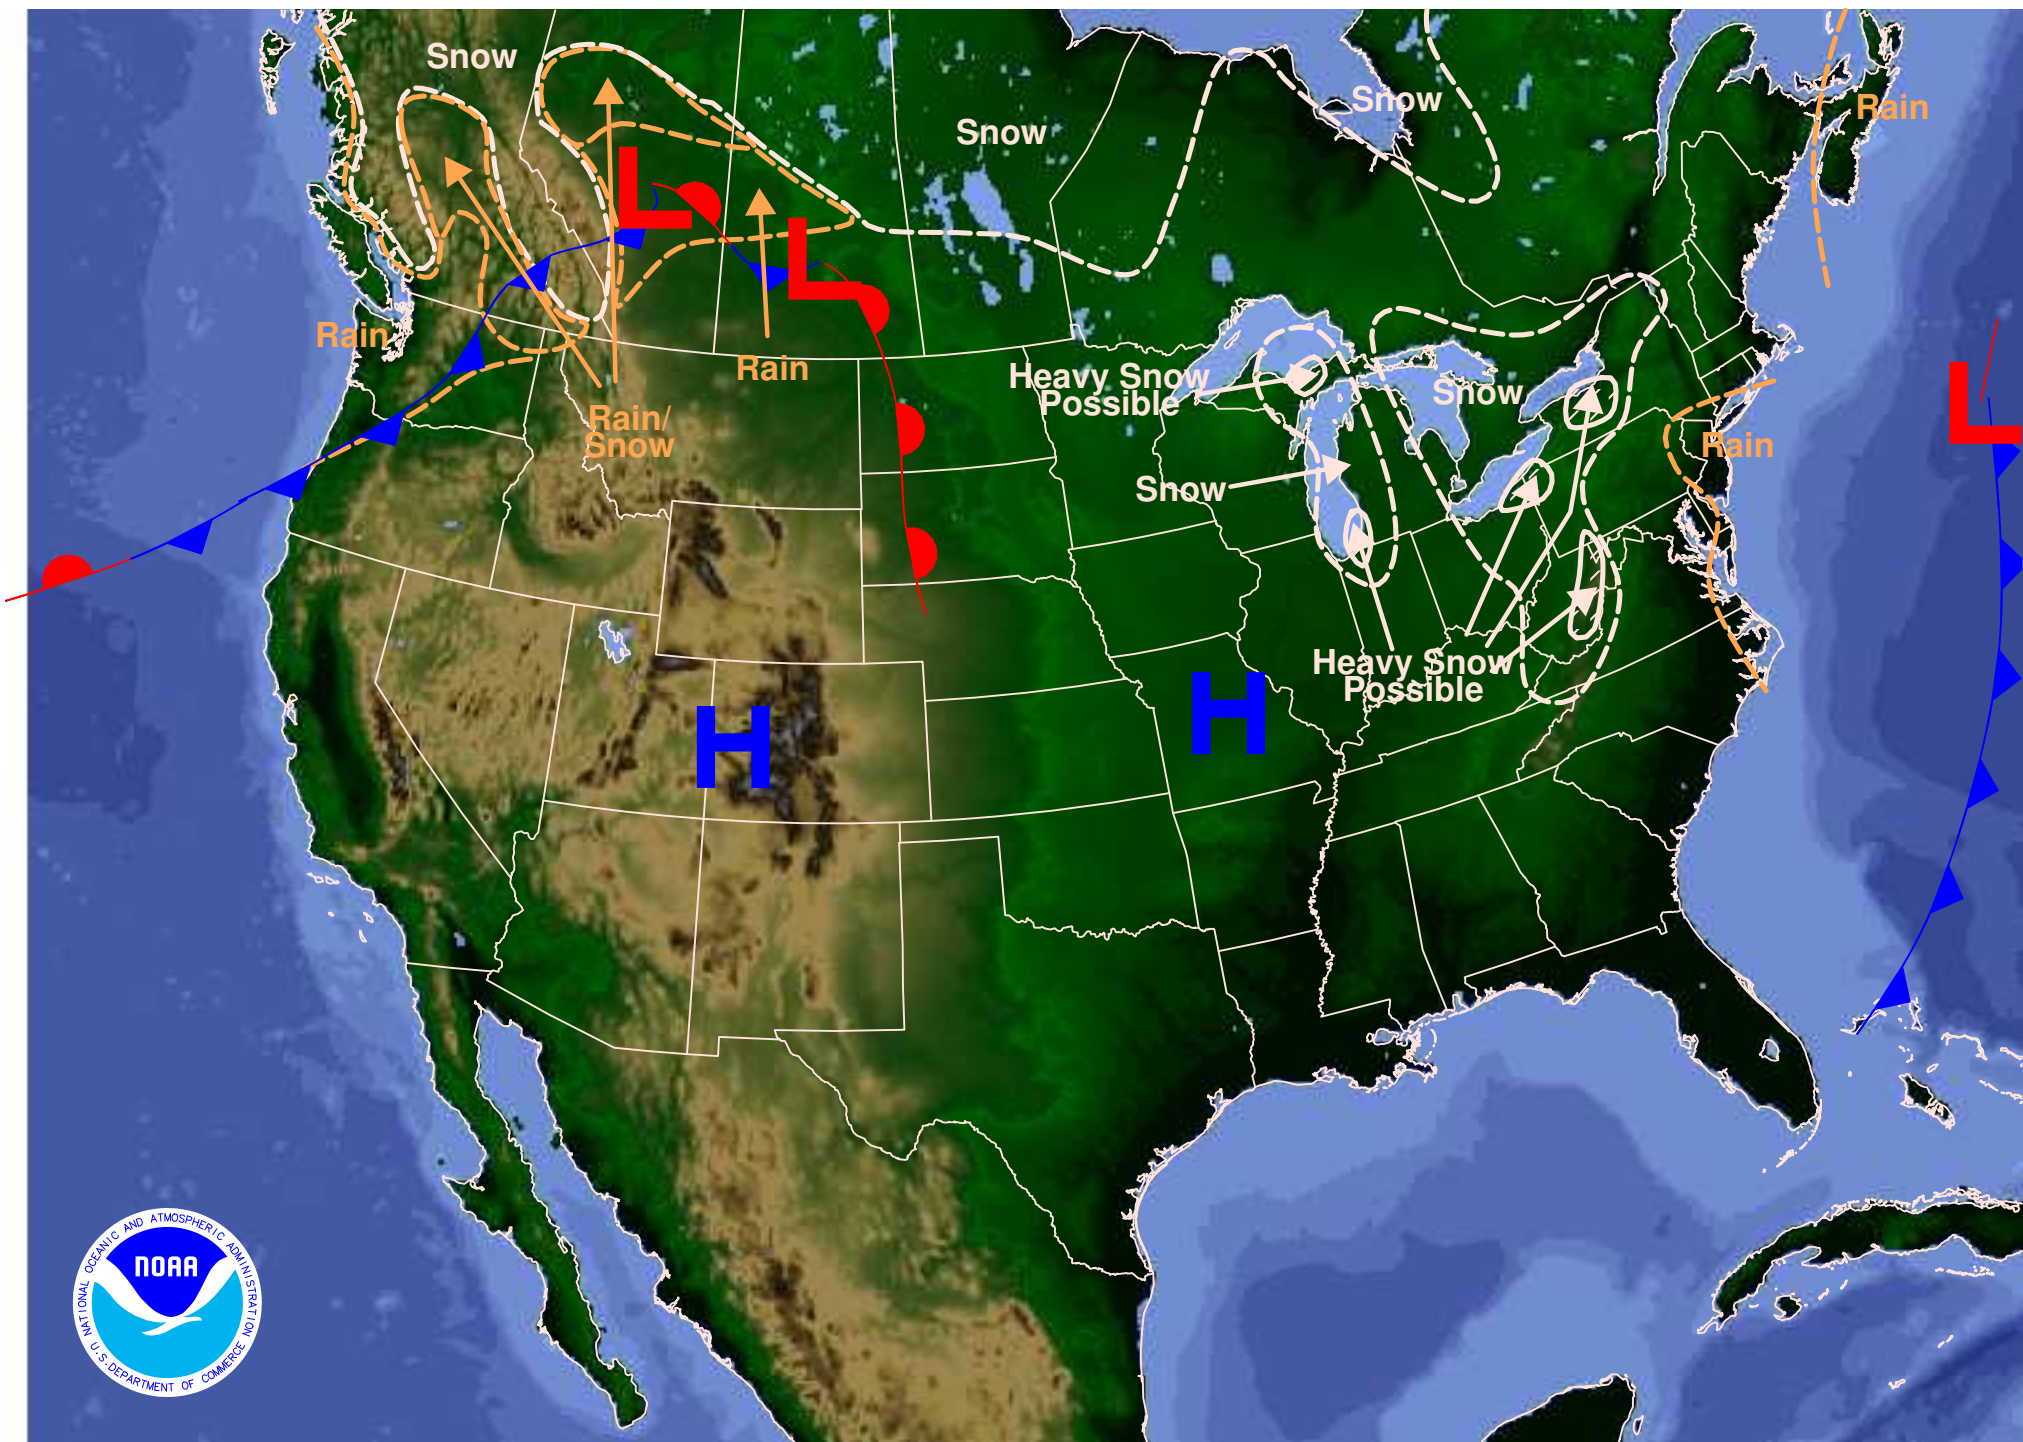 Snow
Snow
Snow
Rain
L
L
Rain
Rain
Heavy Snow
Possible
Snow
L
Rain/
Snow
Rain
Snow
Heavy Snow
Possible
H
H
NATIONAL OCEANIC AND ATMOSPHERIC ADMINISTRATION
NOAA
U.S. DEPARTMENT OF COMMERCE